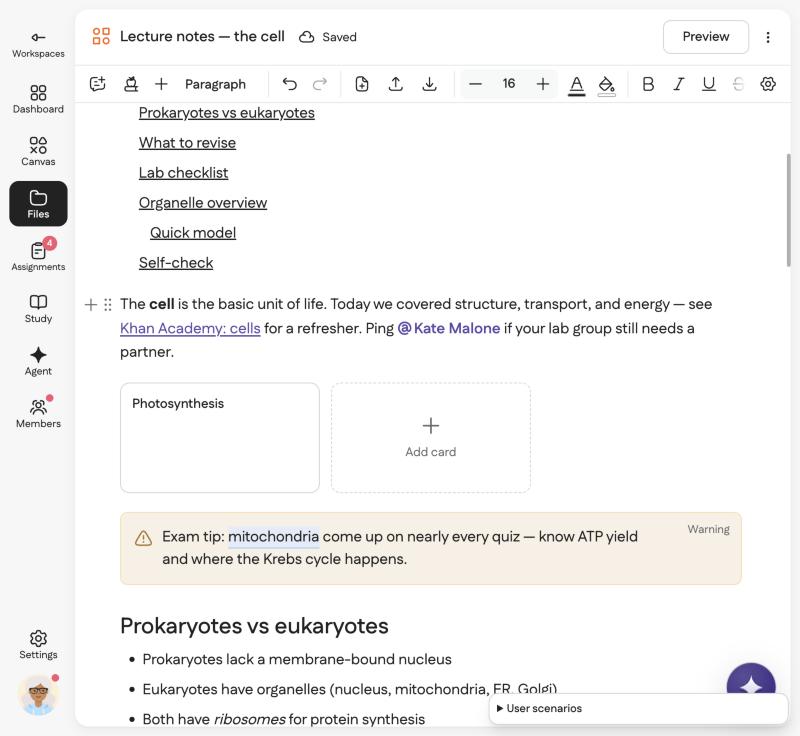 Workspaces
Dashboard
Canvas
Files
4
Assignments
Study
Agent
Members
Settings
Lecture notes — the cell
Saved
Preview
Paragraph
16
A
B
I
U
S
Prokaryotes vs eukaryotes
What to revise
Lab checklist
Organelle overview
Quick model
Self-check
The cell is the basic unit of life. Today we covered structure, transport, and energy — see
Khan Academy: cells for a refresher. Ping @Kate Malone if your lab group still needs a
partner.
Photosynthesis
Add card
Exam tip: mitochondria come up on nearly every quiz — know ATP yield
and where the Krebs cycle happens.
Warning
Prokaryotes vs eukaryotes
• Prokaryotes lack a membrane-bound nucleus
• Eukaryotes have organelles (nucleus, mitochondria, ER, Golgi)
• Both have ribosomes for protein synthesis
User scenarios